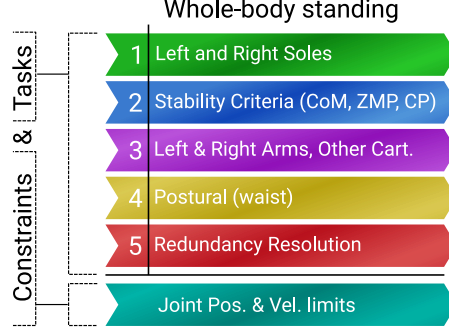 Whole-body standing
Constraints & Tasks
1 Left and Right Soles
2 Stability Criteria (CoM, ZMP, CP)
3 Left & Right Arms, Other Cart.
4 Postural (waist)
5 Redundancy Resolution
Joint Pos. & Vel. limits